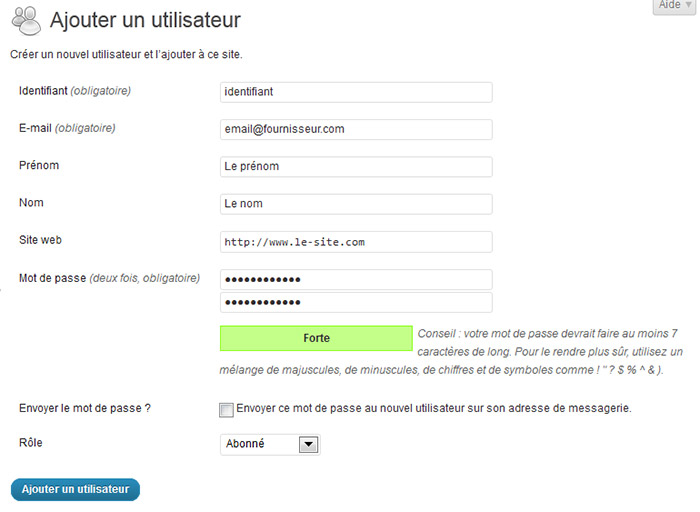 Aide
Ajouter un utilisateur
Créer un nouvel utilisateur et l'ajouter à ce site.
Identifiant (obligatoire)
identifiant
E-mail (obligatoire)
email@fournisseur.com
Prénom
Le prénom
Nom
Le nom
Site web
http://www.le-site.com
Mot de passe (deux fois, obligatoire)
●●●●●●●●●●●●
●●●●●●●●●●●●
Forte
Conseil : votre mot de passe devrait faire au moins 7
caractères de long. Pour le rendre plus sûr, utilisez un
mélange de majuscules, de minuscules, de chiffres et de symboles comme ! " ? $ % ^ & ).
Envoyer le mot de passe ?
Envoyer ce mot de passe au nouvel utilisateur sur son adresse de messagerie.
Rôle
Abonné
Ajouter un utilisateur